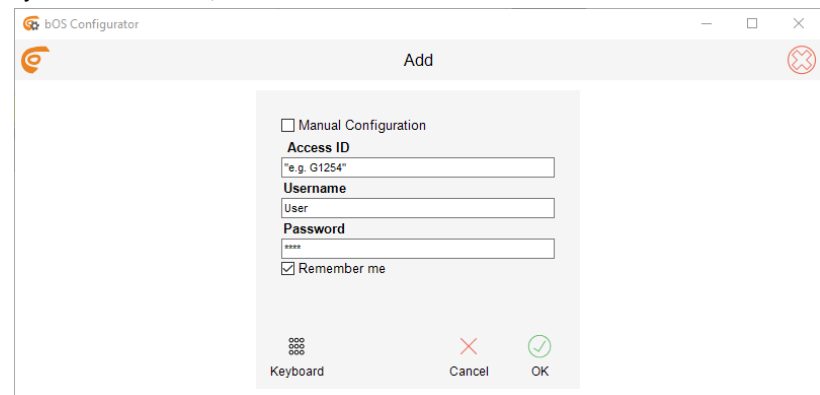 bOS Configurator
Add
Manual Configuration
Access ID
"e.g. G1254"
Username
User
Password
****
Remember me
Keyboard Cancel OK